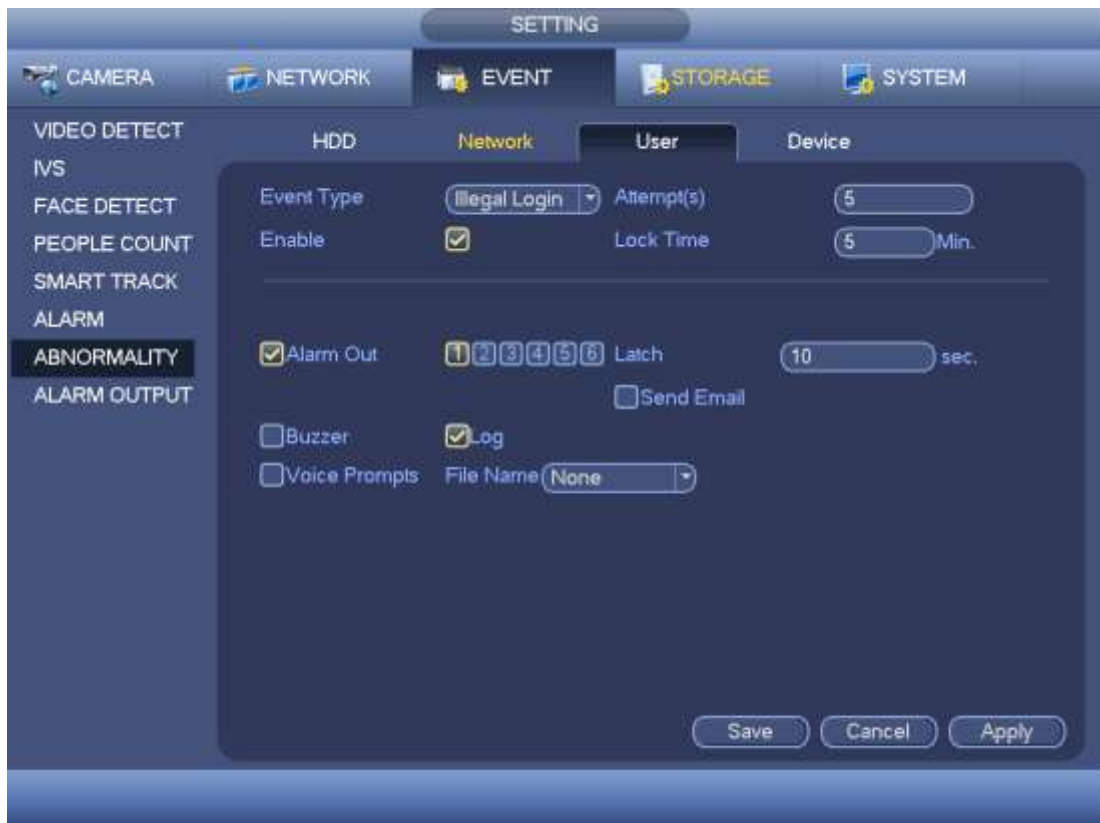 SETTING
CAMERA NETWORK EVENT STORAGE SYSTEM
VIDEO DETECT
IVS
FACE DETECT
PEOPLE COUNT
SMART TRACK
ALARM
ABNORMALITY
ALARM OUTPUT
HDD Network User Device
Event Type Illegal Login Attempt(s) 5
Enable Lock Time 5 Min.
Alarm Out 1 2 3 4 5 6 Latch 10 sec.
Send Email
Buzzer Log
Voice Prompts File Name None
Save Cancel Apply